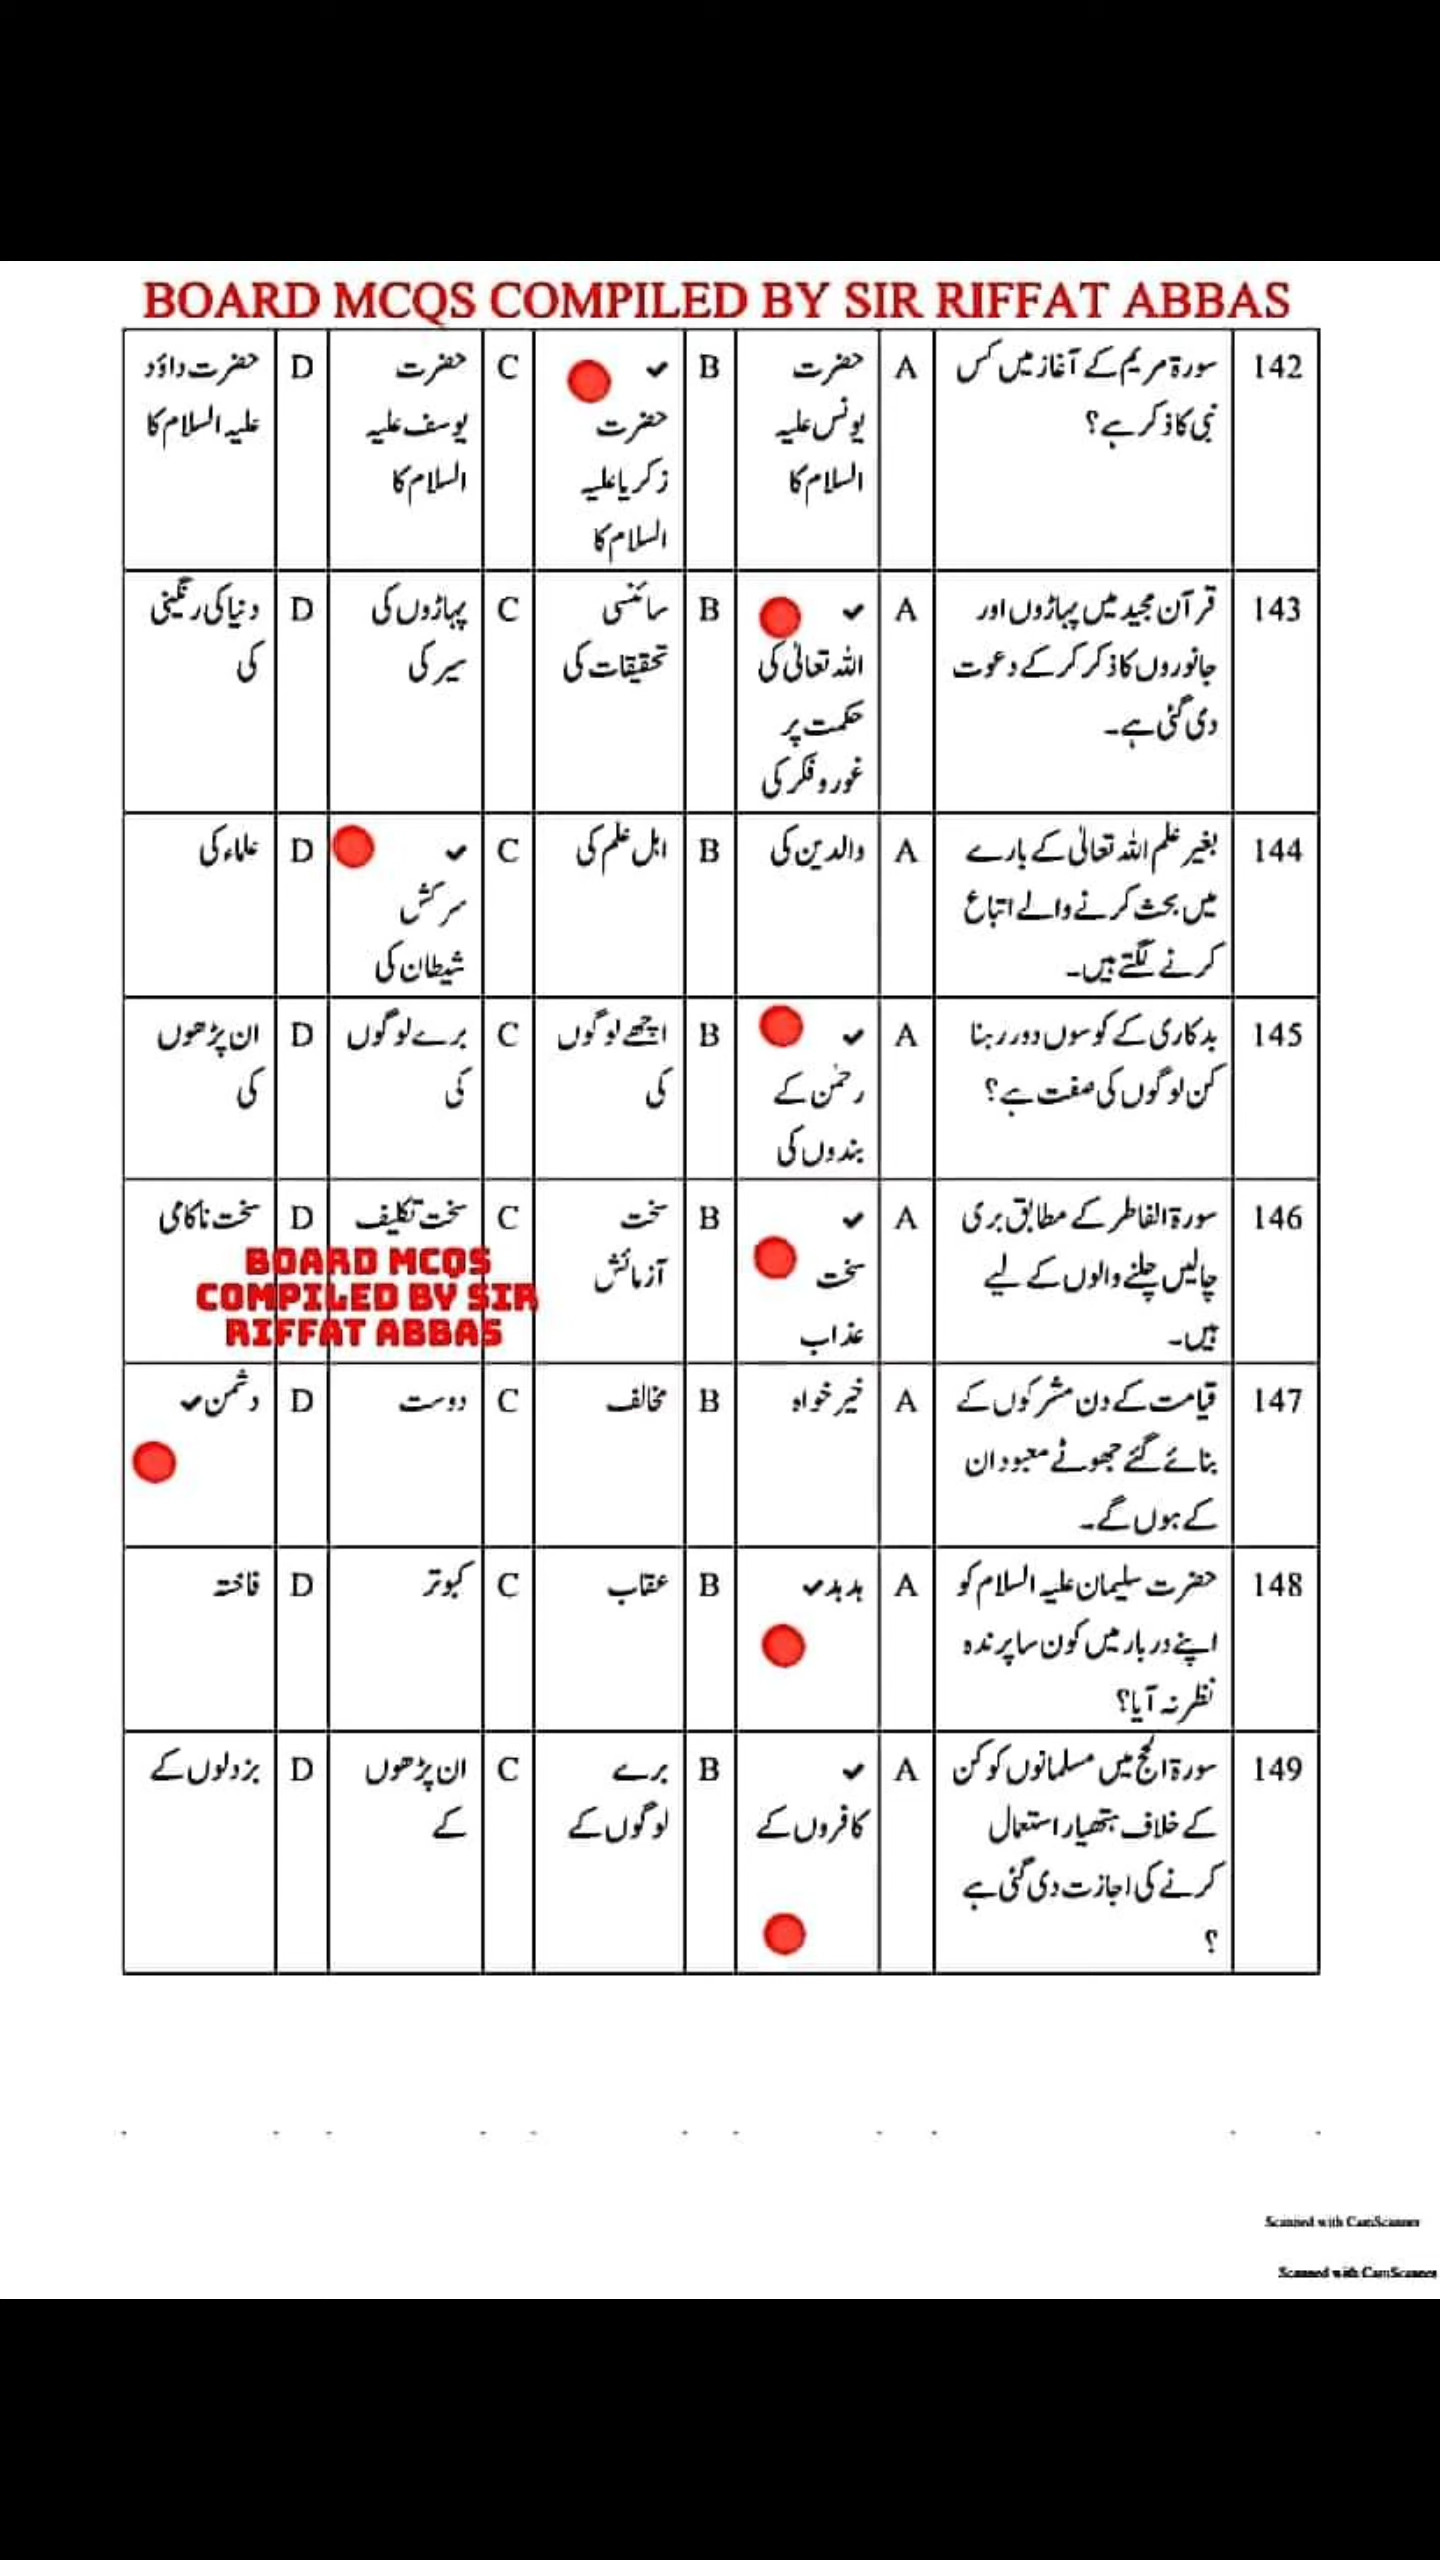 BOARD MCQS COMPILED BY SIR RIFFAT ABBAS
142 سورۃ مریم کے آغاز میں کس نبی کا ذکر ہے؟ A حضرت یونس علیہ السلام کا B ✔ حضرت زکریا علیہ السلام کا C حضرت یوسف علیہ السلام کا D حضرت داؤد علیہ السلام کا
143 قرآن مجید میں پہاڑوں اور جانوروں کا ذکر کر کے دعوت دی گئی ہے۔ A ✔ اللہ تعالیٰ کی حکمت پر غور و فکر کی B سائنسی تحقیقات کی C پہاڑوں کی سیر کی D دنیا کی رنگینی کی
144 بغیر علم اللہ تعالیٰ کے بارے میں بحث کرنے والے اتباع کرنے لگتے ہیں۔ A والدین کی B اہل علم کی C ✔ سرکش شیطان کی D علماء کی
145 بدکاری کے کوسوں دور رہنا کن لوگوں کی صفت ہے؟ A ✔ رحمٰن کے بندوں کی B اچھے لوگوں کی C برے لوگوں کی D ان پڑھوں کی
146 سورۃ الفاطر کے مطابق بری چالیں چلنے والوں کے لیے ہیں۔ A ✔ سخت عذاب B سخت آزمائش C سخت تکلیف D سخت ناکامی
BOARD MCQS
COMPILED BY SIR
RIFFAT ABBAS
147 قیامت کے دن مشرکوں کے بنائے گئے جھوٹے معبود ان کے ہوں گے۔ A خیر خواہ B مخالف C دوست D دشمن ✔
148 حضرت سلیمان علیہ السلام کو اپنے دربار میں کون سا پرندہ نظر نہ آیا؟ A ہدہد ✔ B عقاب C کبوتر D فاختہ
149 سورۃ الحج میں مسلمانوں کو کن کے خلاف ہتھیار استعمال کرنے کی اجازت دی گئی ہے ؟ A ✔ کافروں کے B برے لوگوں کے C ان پڑھوں کے D بزدلوں کے
Scanned with CamScanner
Scanned with CamScanner